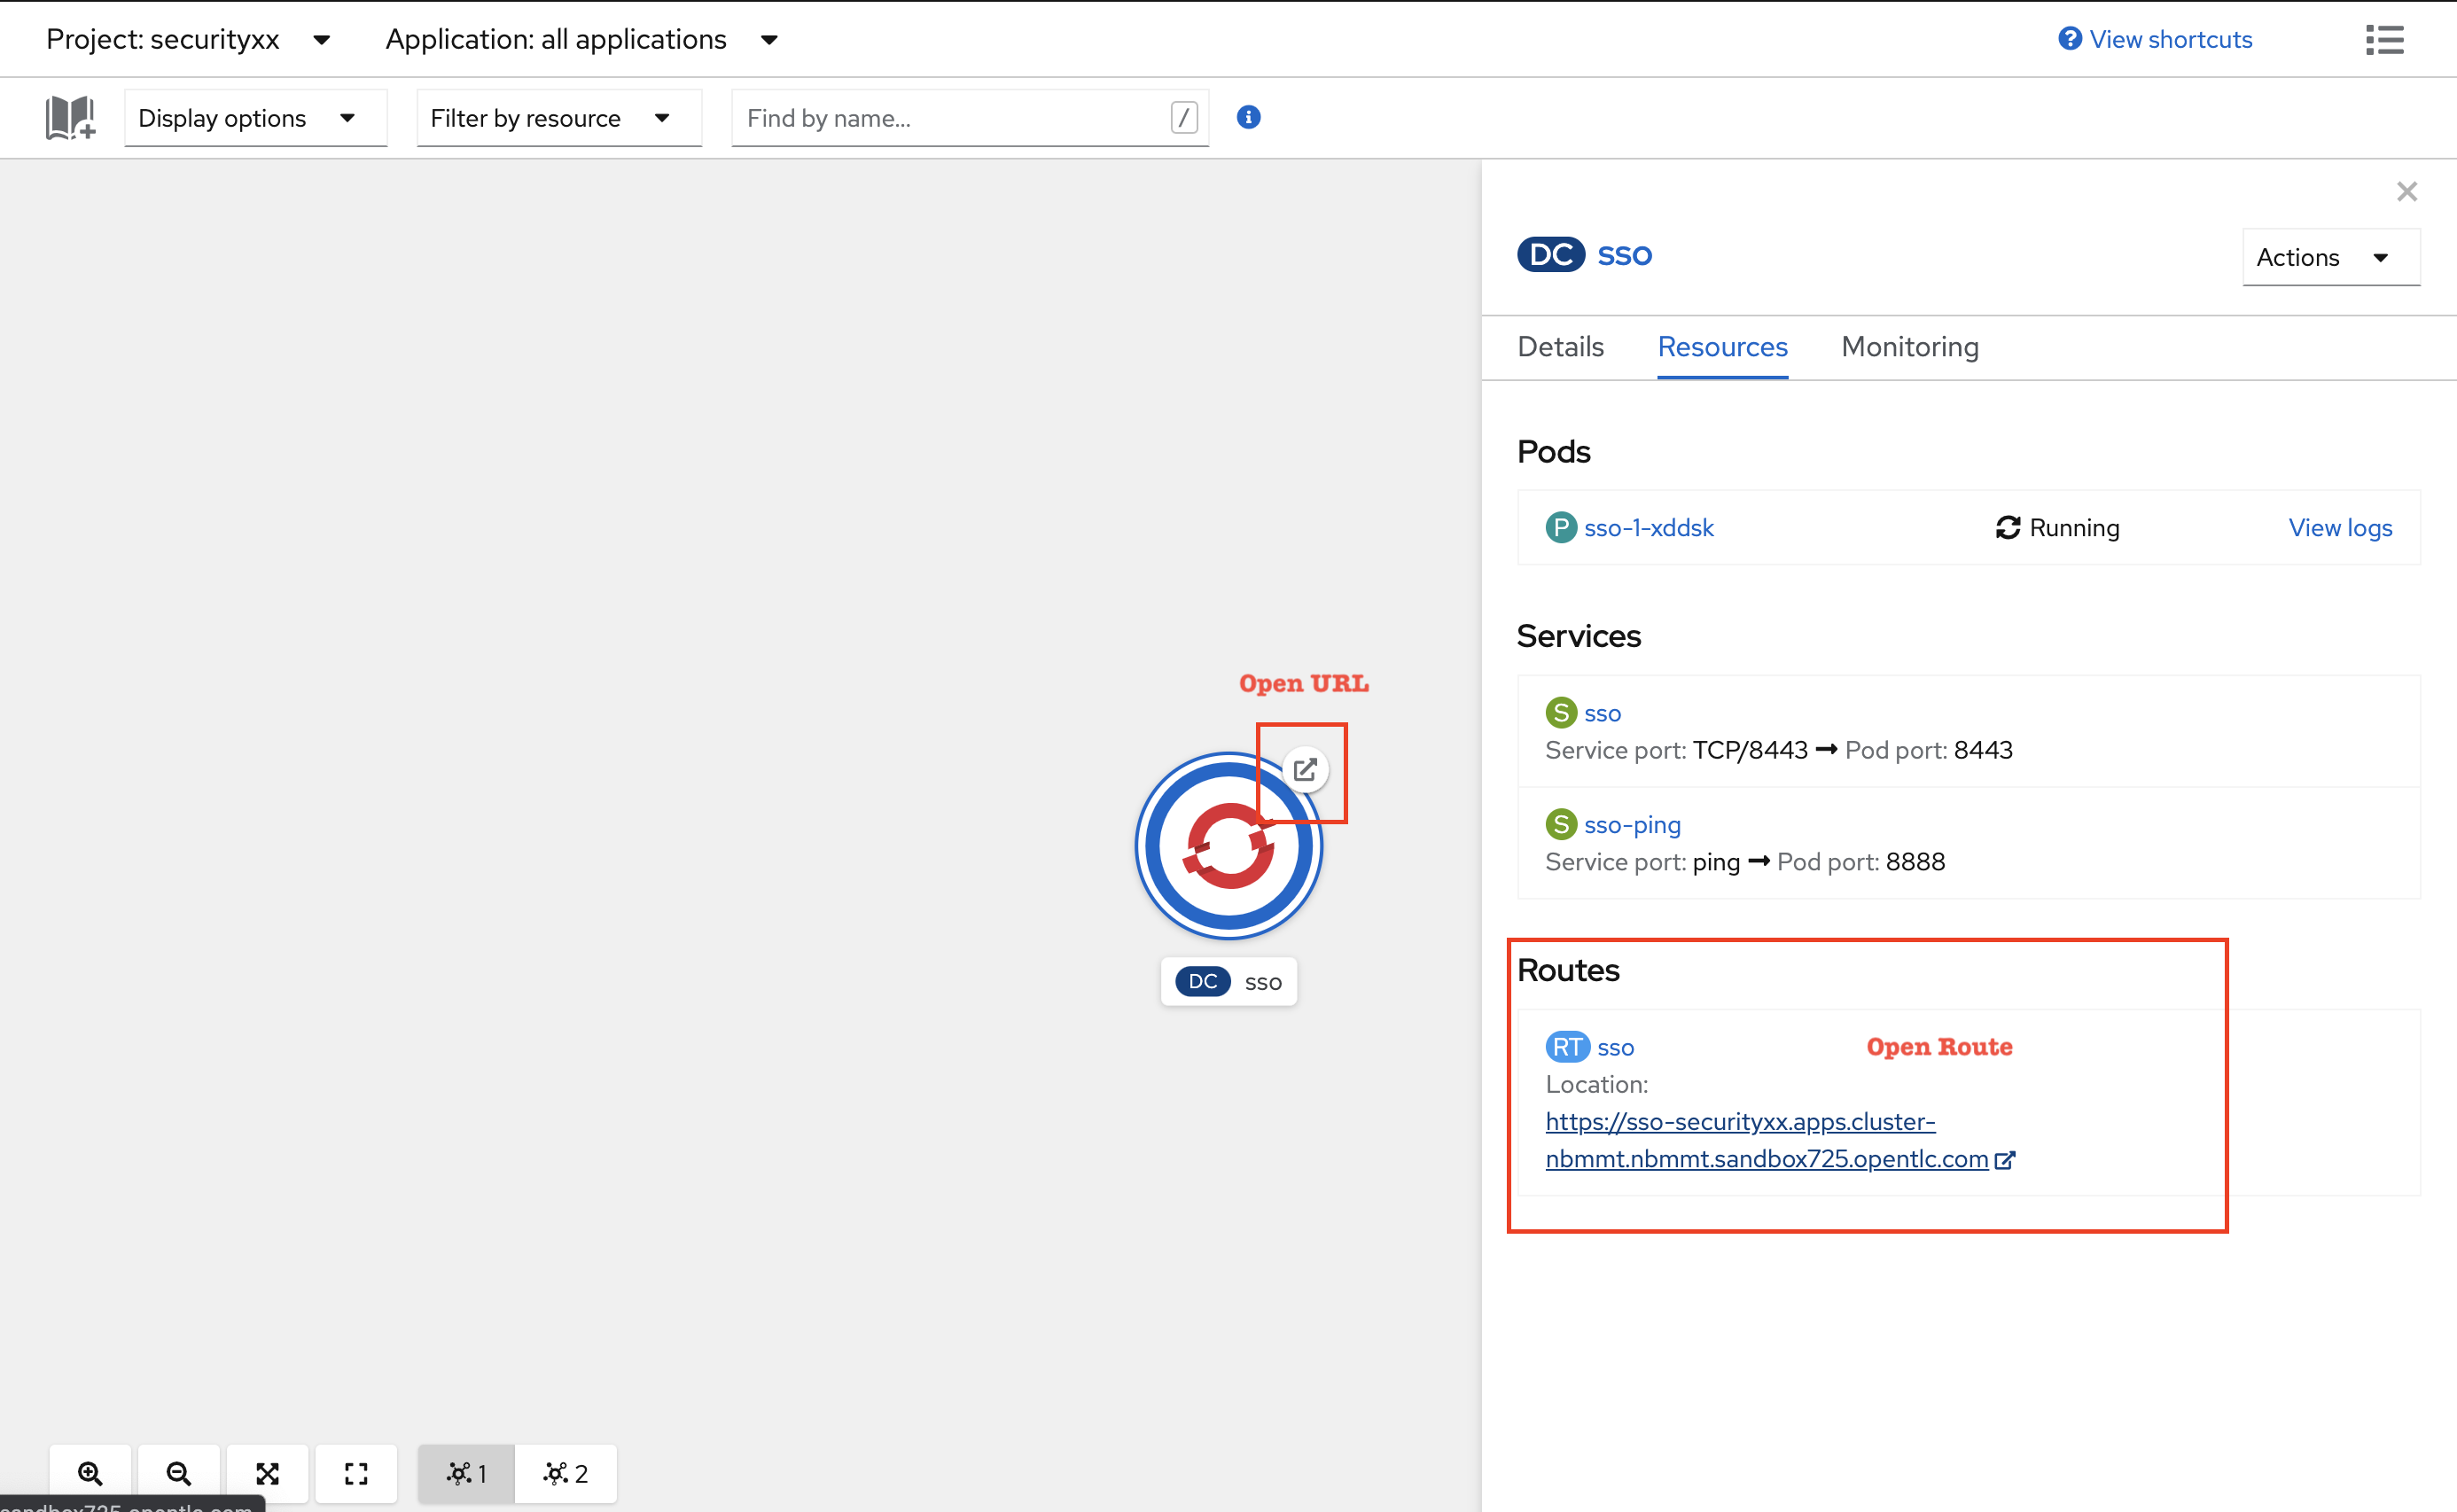 Project: securityxx
Application: all applications
View shortcuts
Display options
Filter by resource
Find by name...
/
DC sso
Actions
Details
Resources
Monitoring
Pods
P sso-1-xddsk
Running
View logs
Services
S sso
Service port: TCP/8443 → Pod port: 8443
S sso-ping
Service port: ping → Pod port: 8888
Open URL
DC sso
Routes
RT sso
Open Route
Location:
https://sso-securityxx.apps.cluster-
nbmmt.nbmmt.sandbox725.opentlc.com
1
2
sandbox725.opentlc.com